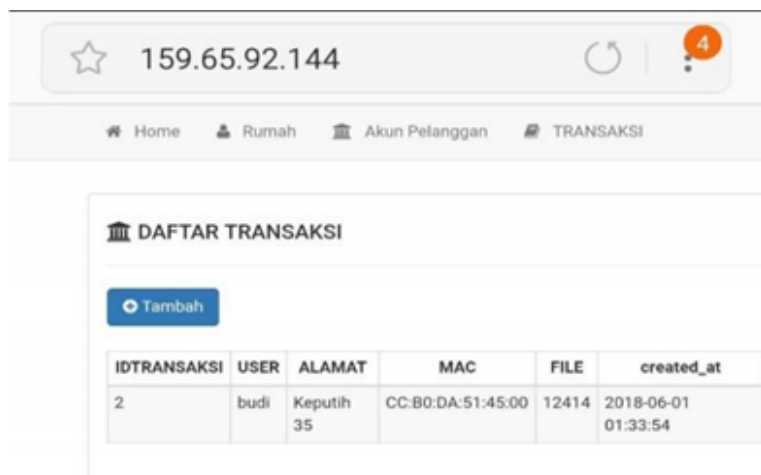 159.65.92.144
4
Home Rumah Akun Pelanggan TRANSAKSI
DAFTAR TRANSAKSI
Tambah
IDTRANSAKSI USER ALAMAT MAC FILE created_at
2 budi Keputih CC:B0:DA:51:45:00 12414 2018-06-01
35 01:33:54